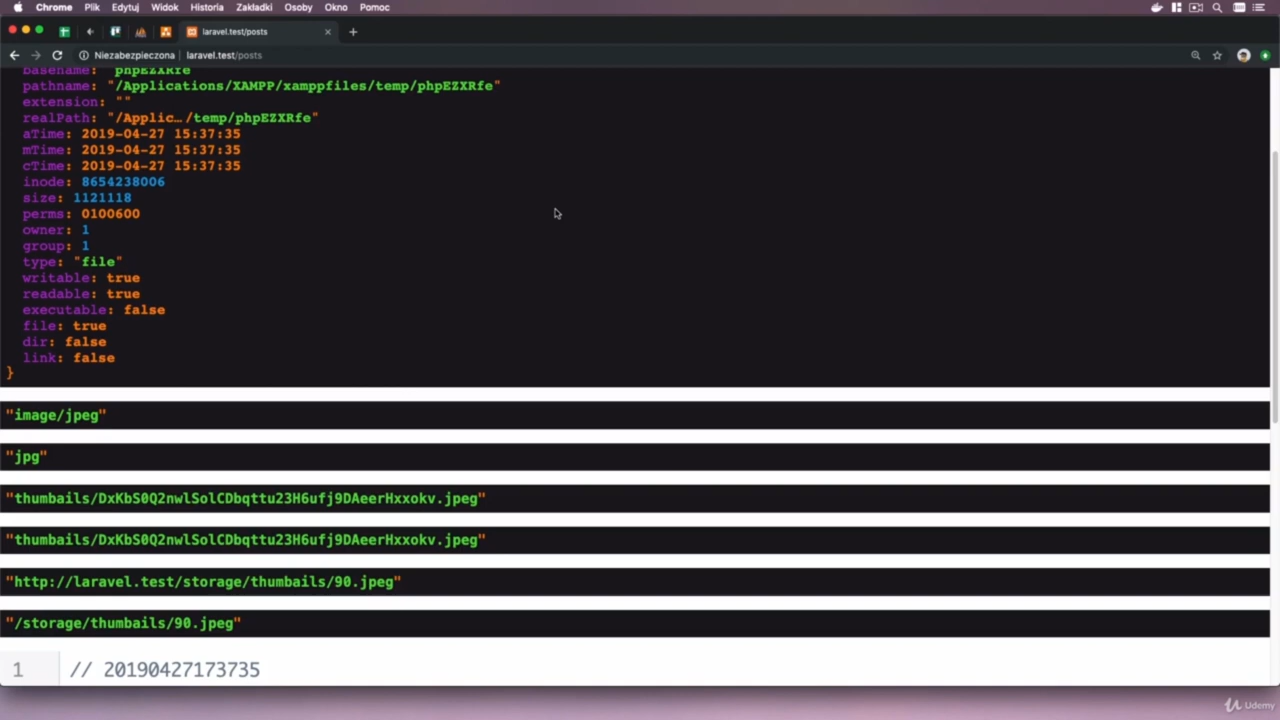 Chrome Plik Edytuj Widok Historia Zakładki Osoby Okno Pomoc
laravel.test/posts
Niezabezpieczona laravel.test/posts
basename: "phpEZXRfe"
pathname: "/Applications/XAMPP/xamppfiles/temp/phpEZXRfe"
extension: ""
realPath: "/Applic…/temp/phpEZXRfe"
aTime: 2019-04-27 15:37:35
mTime: 2019-04-27 15:37:35
cTime: 2019-04-27 15:37:35
inode: 8654238006
size: 1121118
perms: 0100600
owner: 1
group: 1
type: "file"
writable: true
readable: true
executable: false
file: true
dir: false
link: false
}
"image/jpeg"
"jpg"
"thumbails/DxKbS0Q2nwlSolCDbqttu23H6ufj9DAeerHxxokv.jpeg"
"thumbails/DxKbS0Q2nwlSolCDbqttu23H6ufj9DAeerHxxokv.jpeg"
"http://laravel.test/storage/thumbails/90.jpeg"
"/storage/thumbails/90.jpeg"
1 // 20190427173735
Udemy